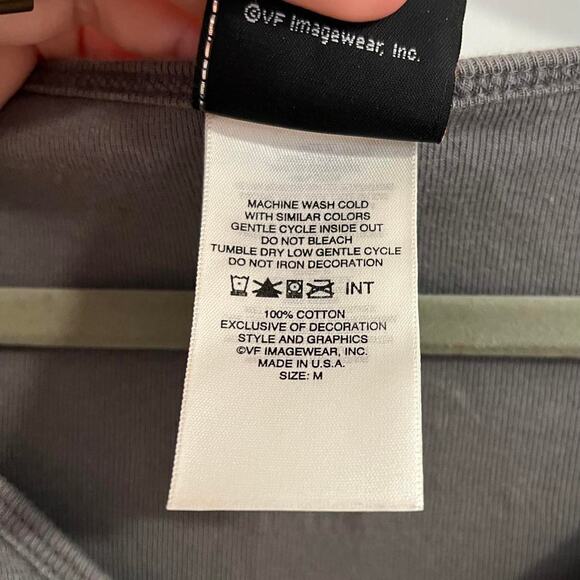 ©VF Imagewear, Inc.
MACHINE WASH COLD
WITH SIMILAR COLORS
GENTLE CYCLE INSIDE OUT
DO NOT BLEACH
TUMBLE DRY LOW GENTLE CYCLE
DO NOT IRON DECORATION
INT
100% COTTON
EXCLUSIVE OF DECORATION
STYLE AND GRAPHICS
©VF IMAGEWEAR, INC.
MADE IN U.S.A.
SIZE: M